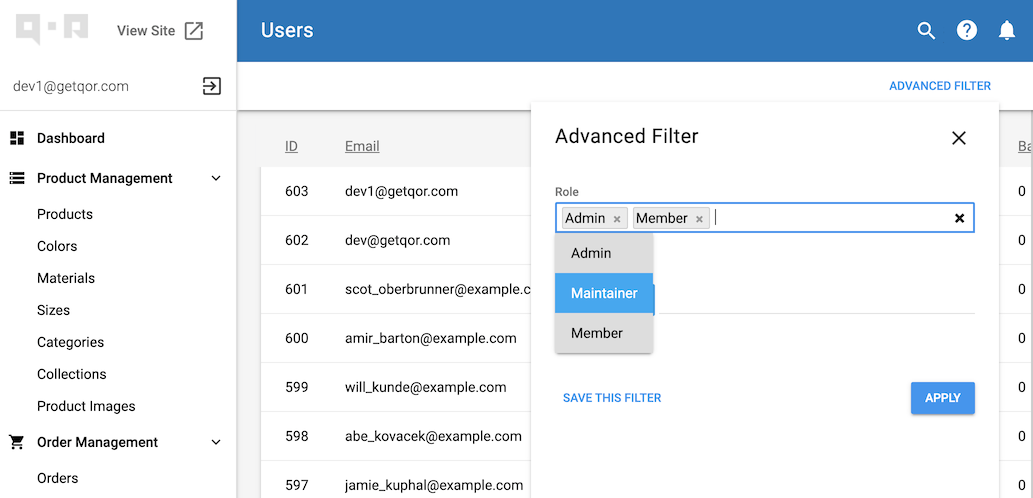 View Site
dev1@getqor.com
Dashboard
Product Management
Products
Colors
Materials
Sizes
Categories
Collections
Product Images
Order Management
Orders
Users
ADVANCED FILTER
ID Email
603 dev1@getqor.com 0
602 dev@getqor.com 0
601 scot_oberbrunner@example.c 0
600 amir_barton@example.com 0
599 will_kunde@example.com 0
598 abe_kovacek@example.com 0
597 jamie_kuphal@example.com 0
Ba
Advanced Filter
Role
Admin × Member ×
Admin
Maintainer
Member
SAVE THIS FILTER
APPLY